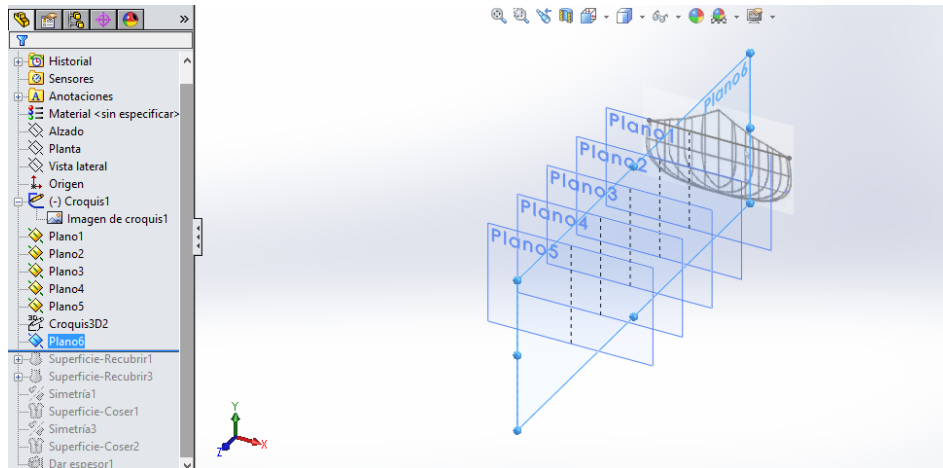 »
Historial
Sensores
A Anotaciones
Material <sin especificar>
Alzado
Planta
Vista lateral
Origen
(-) Croquis1
Imagen de croquis1
Plano1
Plano2
Plano3
Plano4
Plano5
3D Croquis3D2
Plano6
Superficie-Recubrir1
Superficie-Recubrir3
Simetría1
Superficie-Coser1
Simetría3
Superficie-Coser2
Dar espesor1
Plano6
Plano1
Plano2
Plano3
Plano4
Plano5
Y
X
Z